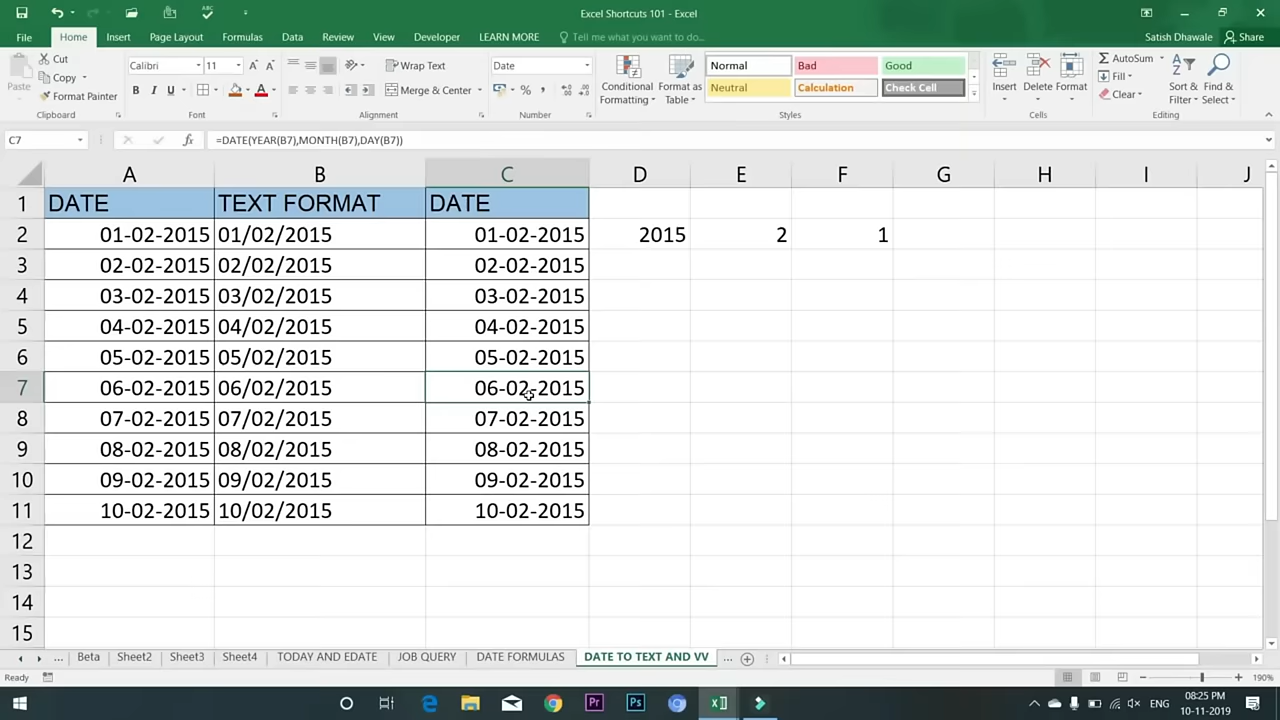 Excel Shortcuts 101 - Excel
File Home Insert Page Layout Formulas Data Review View Developer LEARN MORE Tell me what you want to do... Satish Dhawale Share
Paste Cut Copy Format Painter
Clipboard
Calibri 11
B I U A
Font
Wrap Text
Merge & Center
Alignment
Date
% ,
Number
Conditional Formatting Format as Table
Normal Bad Good
Neutral Calculation Check Cell
Styles
Insert Delete Format
Cells
AutoSum
Fill
Clear
Sort & Filter Find & Select
Editing
C7 fx =DATE(YEAR(B7),MONTH(B7),DAY(B7))
A B C D E F G H I J
1 DATE TEXT FORMAT DATE
2 01-02-2015 01/02/2015 01-02-2015 2015 2 1
3 02-02-2015 02/02/2015 02-02-2015
4 03-02-2015 03/02/2015 03-02-2015
5 04-02-2015 04/02/2015 04-02-2015
6 05-02-2015 05/02/2015 05-02-2015
7 06-02-2015 06/02/2015 06-02-2015
8 07-02-2015 07/02/2015 07-02-2015
9 08-02-2015 08/02/2015 08-02-2015
10 09-02-2015 09/02/2015 09-02-2015
11 10-02-2015 10/02/2015 10-02-2015
12
13
14
15
... Beta Sheet2 Sheet3 Sheet4 TODAY AND EDATE JOB QUERY DATE FORMULAS DATE TO TEXT AND VV ...
Ready 190%
Pr Ps ENG 08:25 PM
10-11-2019